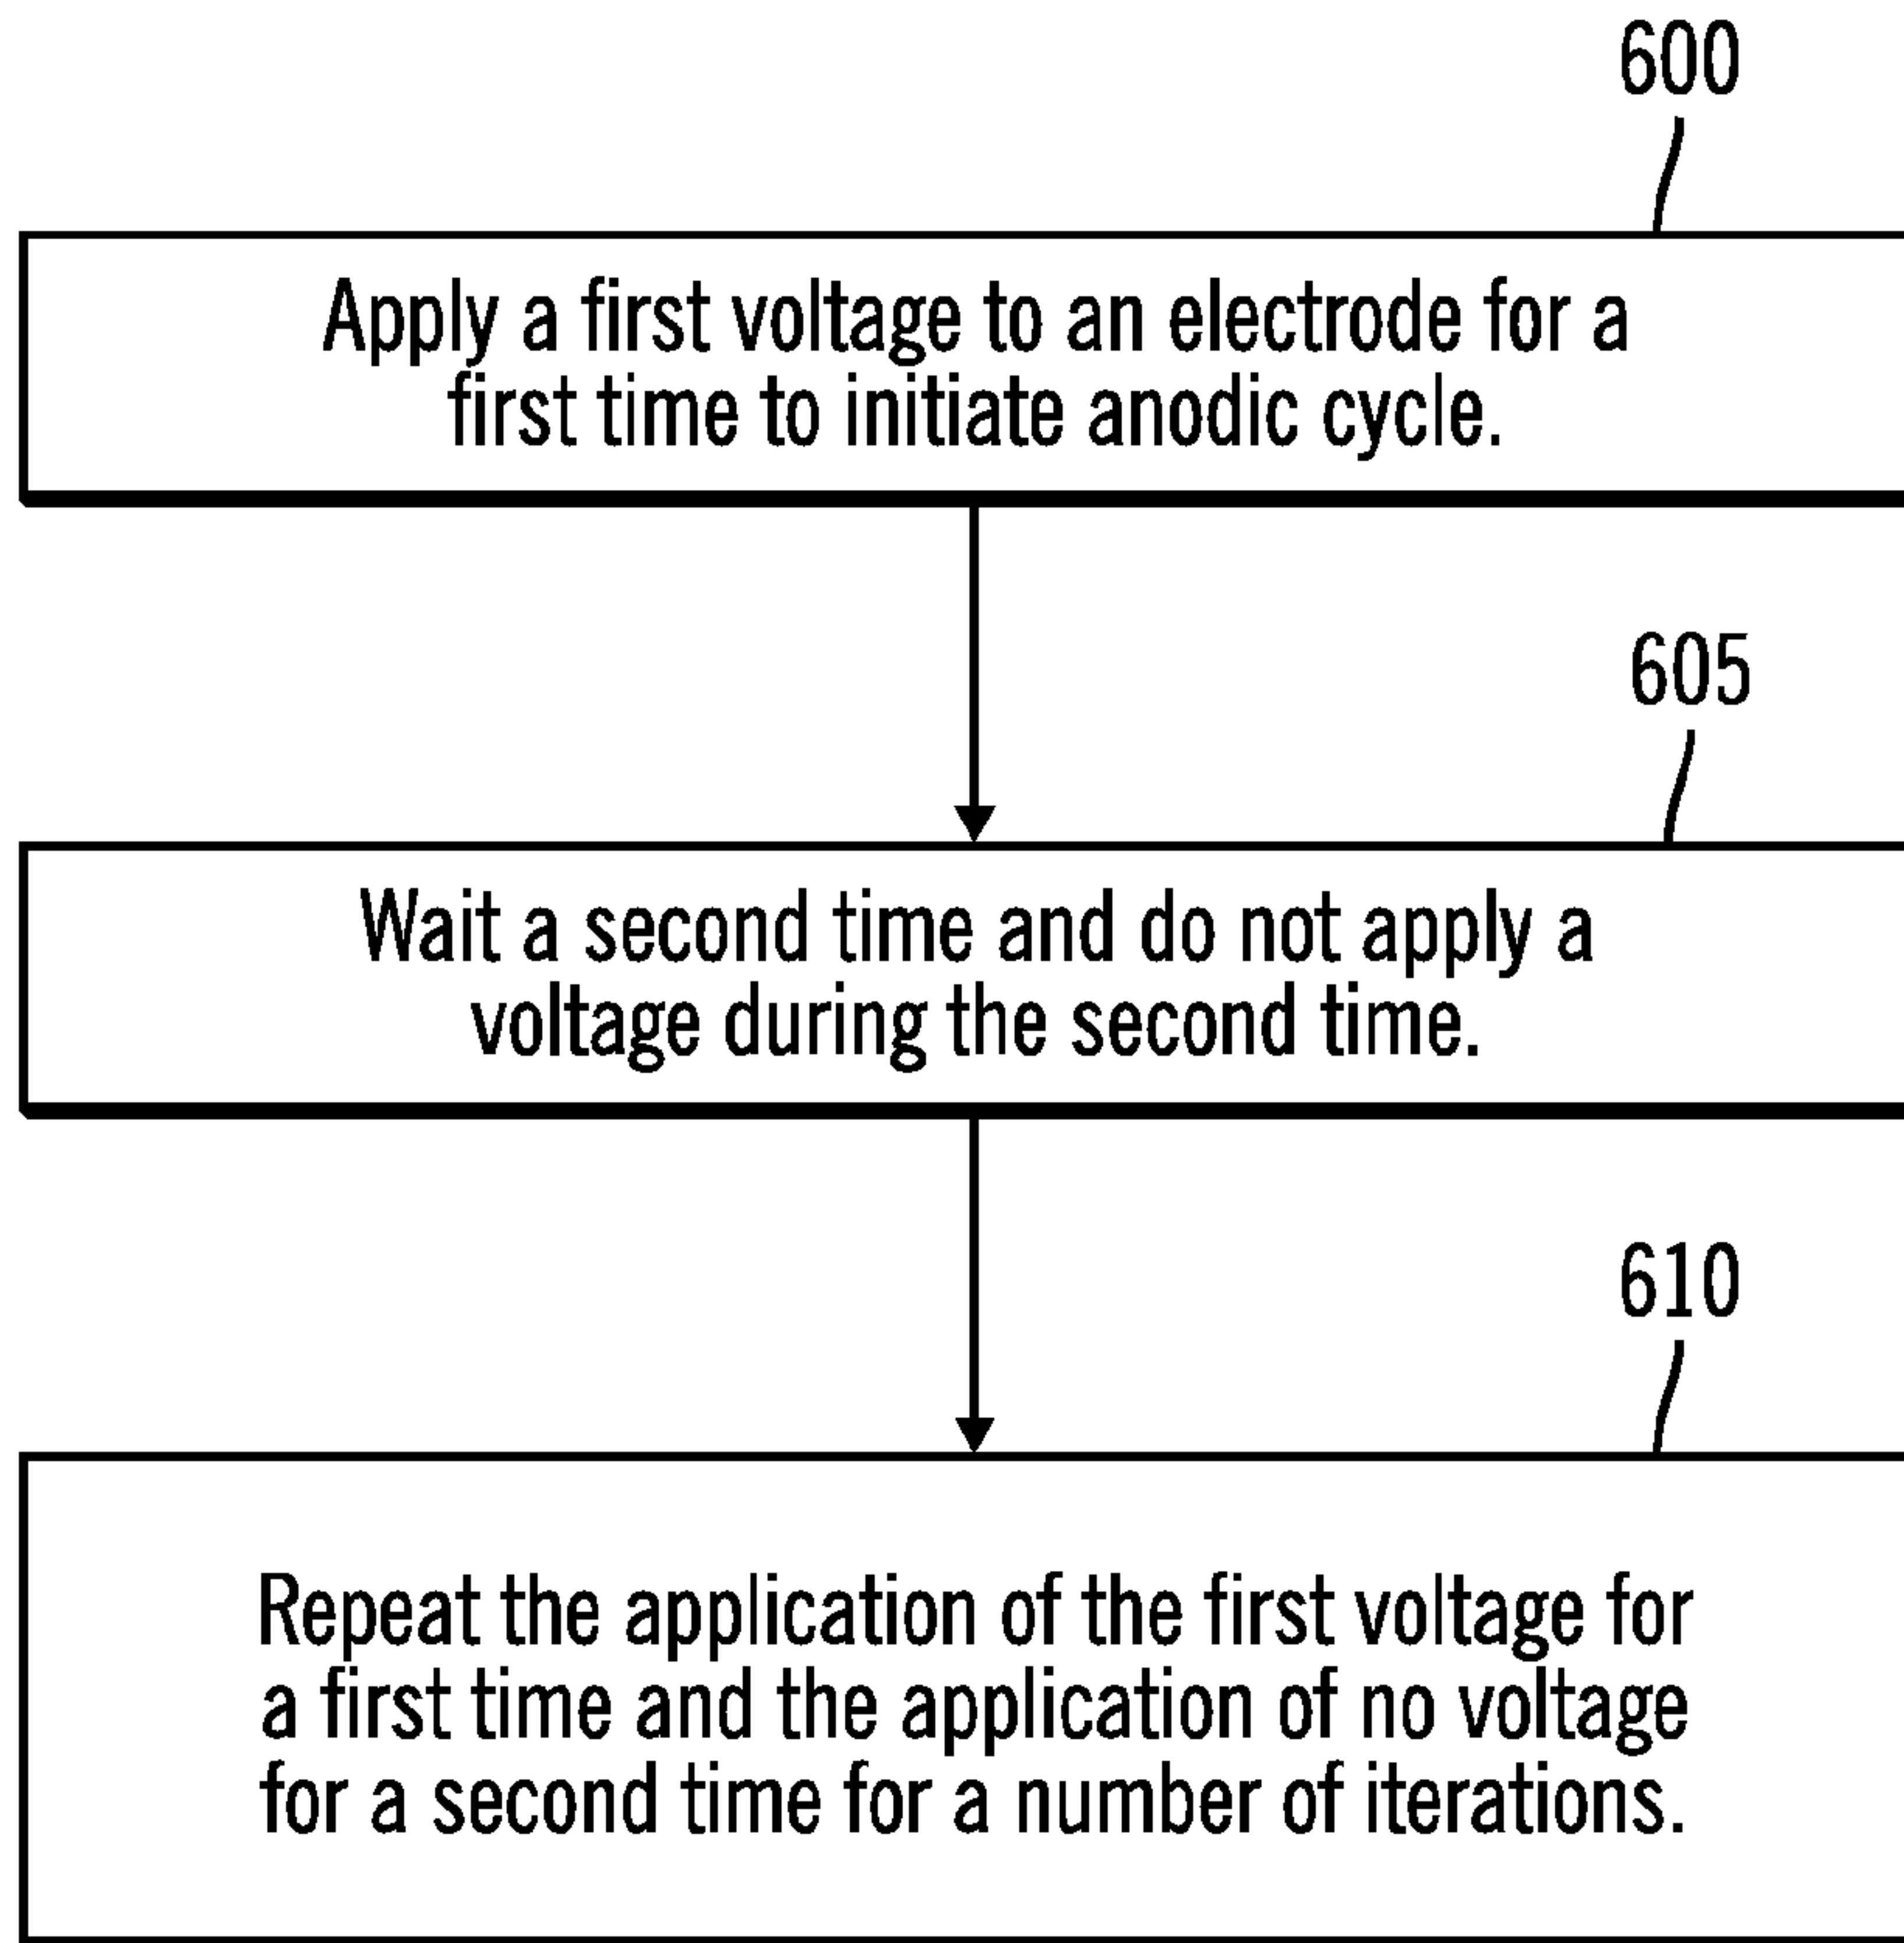 600
Apply a first voltage to an electrode for a
first time to initiate anodic cycle.
605
Wait a second time and do not apply a
voltage during the second time.
610
Repeat the application of the first voltage for
a first time and the application of no voltage
for a second time for a number of iterations.